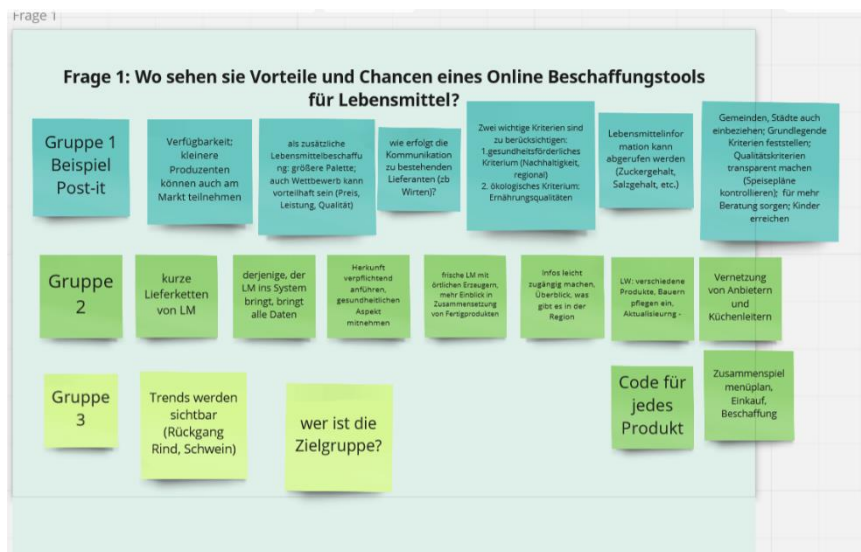 Frage 1
Frage 1: Wo sehen sie Vorteile und Chancen eines Online Beschaffungstools
für Lebensmittel?
Gruppe 1
Beispiel
Post-it
Verfügbarkeit;
kleinere
Produzenten
können auch am
Markt teilnehmen
als zusätzliche
Lebensmittelbeschaffu
ng: größere Palette;
auch Wettbewerb kann
vorteilhaft sein (Preis,
Leistung, Qualität)
wie erfolgt die
Kommunikation
zu bestehenden
Lieferanten (zb
Wirten)?
Zwei wichtige Kriterien sind
zu berücksichtigen:
1.gesundheitsförderliches
Kriterium (Nachhaltigkeit,
regional)
2. ökologisches Kriterium:
Ernährungsqualitäten
Lebensmittelinfor
mation kann
abgerufen werden
(Zuckergehalt,
Salzgehalt, etc.)
Gemeinden, Städte auch
einbeziehen; Grundlegende
Kriterien feststellen;
Qualitätskriterien
transparent machen
(Speisepläne
kontrollieren); für mehr
Beratung sorgen; Kinder
erreichen
Gruppe
2
kurze
Lieferketten
von LM
derjenige, der
LM ins System
bringt, bringt
alle Daten
Herkunft
verpflichtend
anführen,
gesundheitlichen
Aspekt
mitnehmen
frische LM mit
örtlichen Erzeugern,
mehr Einblick in
Zusammensetzung
von Fertigprodukten
Infos leicht
zugängig machen,
Überblick, was
gibt es in der
Region
LW: verschiedene
Produkte, Bauern
pflegen ein,
Aktualisieurng -
Vernetzung
von Anbietern
und
Küchenleitern
Code für
jedes
Produkt
Zusammenspiel
menüplan,
Einkauf,
Beschaffung
Gruppe
3
Trends werden
sichtbar
(Rückgang
Rind, Schwein)
wer ist die
Zielgruppe?